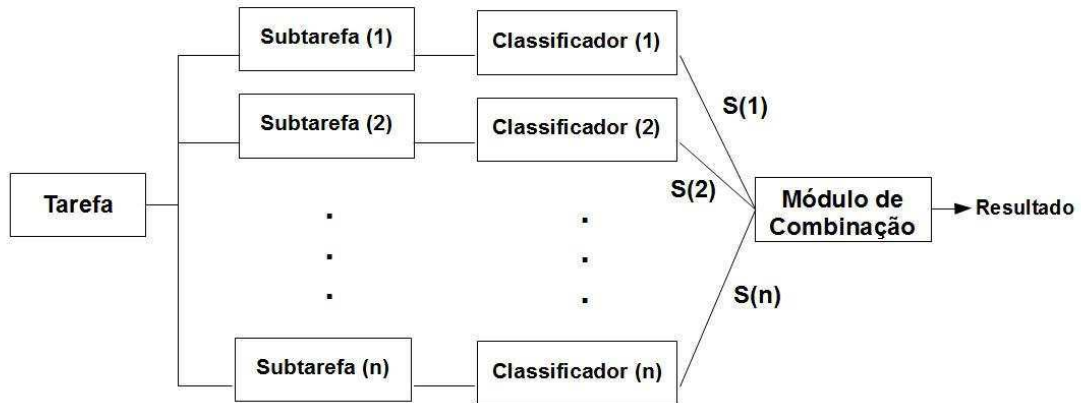 Subtarefa (1)
Classificador (1)
S(1)
Subtarefa (2)
Classificador (2)
S(2)
Tarefa
Módulo de
Combinação
Resultado
S(n)
Subtarefa (n)
Classificador (n)